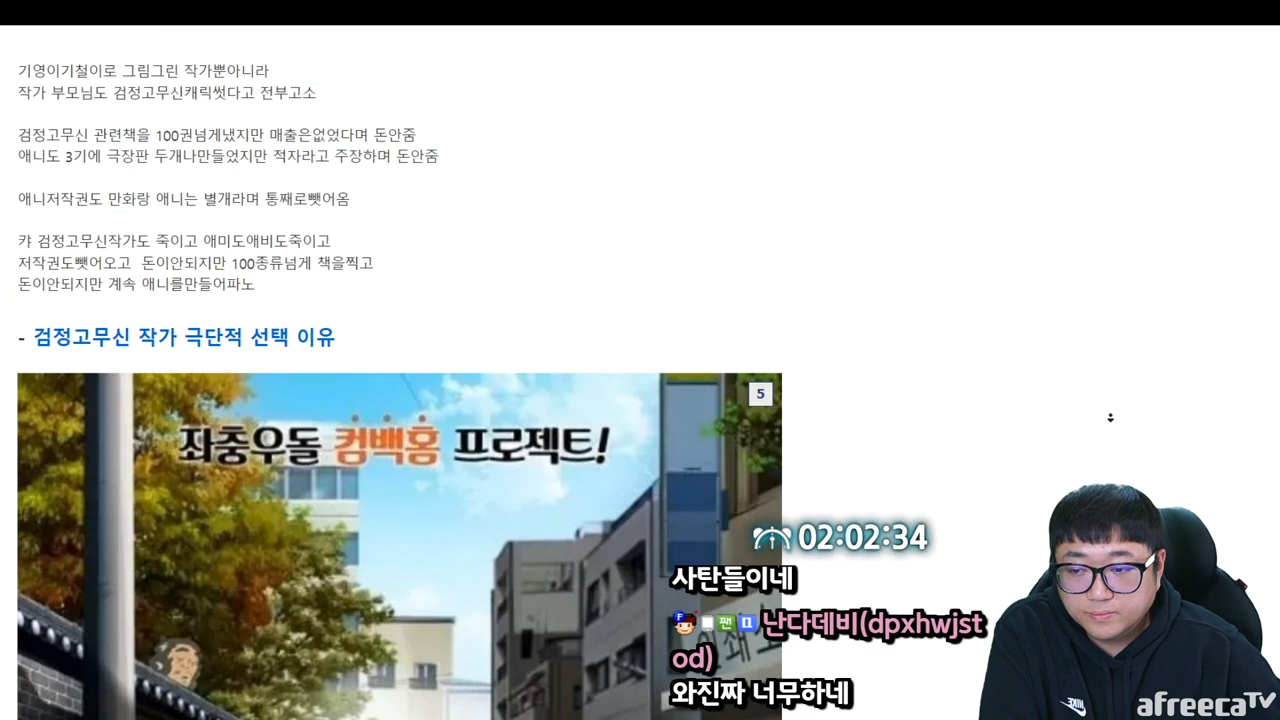 기영이기철이로 그림그린 작가뿐아니라
작가 부모님도 검정고무신캐릭썻다고 전부고소
검정고무신 관련책을 100권넘게냈지만 매출은없었다며 돈안줌
애니도 3기에 극장판 두개나만들었지만 적자라고 주장하며 돈안줌
애니저작권도 만화랑 애니는 별개라며 통째로뺏어옴
캬 검정고무신작가도 죽이고 애미도애비도죽이고
저작권도뺏어오고 돈이안되지만 100종류넘게 책을찍고
돈이안되지만 계속 애니를만들어파노
- 검정고무신 작가 극단적 선택 이유
5
좌충우돌 컴백홈 프로젝트!
02:02:34
사탄들이네
F 팬 난다데비(dpxhwjst
od)
와진짜 너무하네
NIKE
afreecaTV